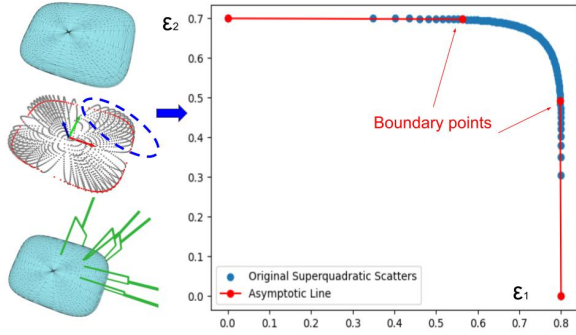 ε2
0.7
0.6
0.5
0.4
0.3
0.2
0.1
0.0
Boundary points
Original Superquadratic Scatters
Asymptotic Line
ε1
0.0 0.1 0.2 0.3 0.4 0.5 0.6 0.7 0.8